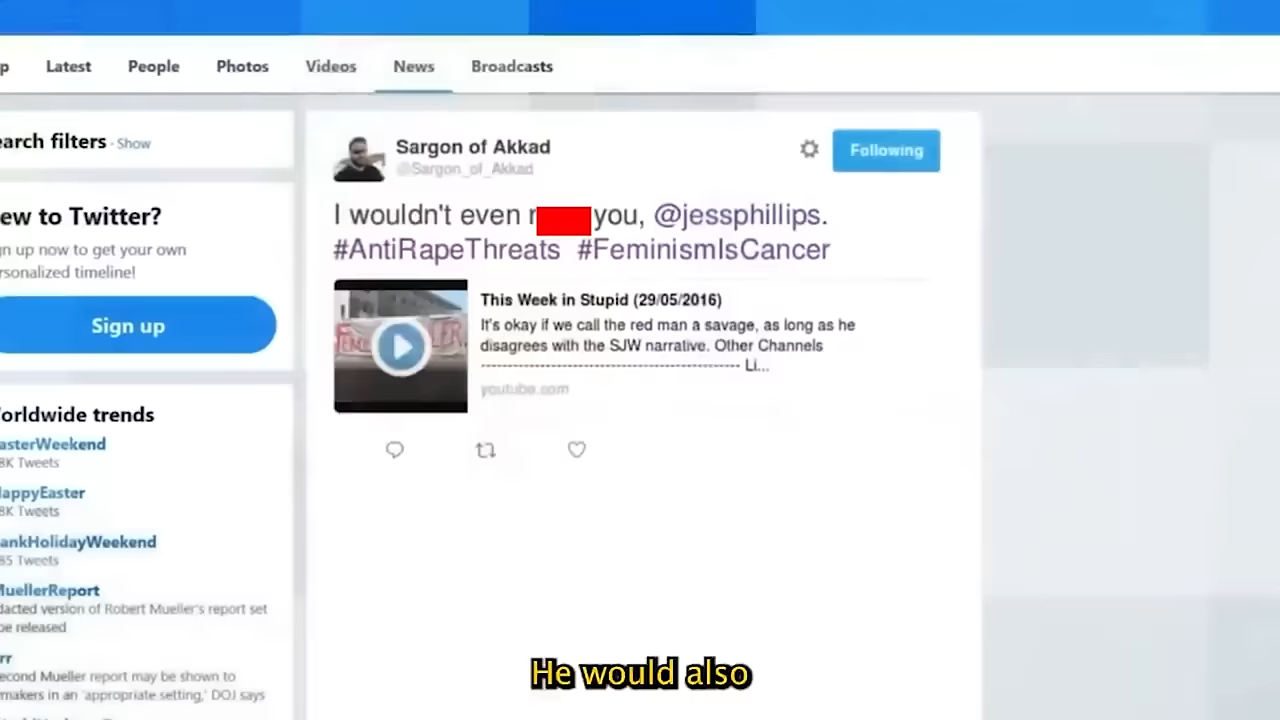 p Latest People Photos Videos News Broadcasts
earch filters · Show
ew to Twitter?
gn up now to get your own
rsonalized timeline!
Sign up
orldwide trends
asterWeekend
8K Tweets
appyEaster
8K Tweets
ankHolidayWeekend
85 Tweets
MuellerReport
dacted version of Robert Mueller's report set
be released
rr
econd Mueller report may be shown to
makers in an 'appropriate setting,' DOJ says
Sargon of Akkad
@Sargon_of_Akkad
Following
I wouldn't even r you, @jessphillips.
#AntiRapeThreats #FeminismIsCancer
This Week in Stupid (29/05/2016)
It's okay if we call the red man a savage, as long as he
disagrees with the SJW narrative. Other Channels
---------------------------------------------- Li...
youtube.com
He would also